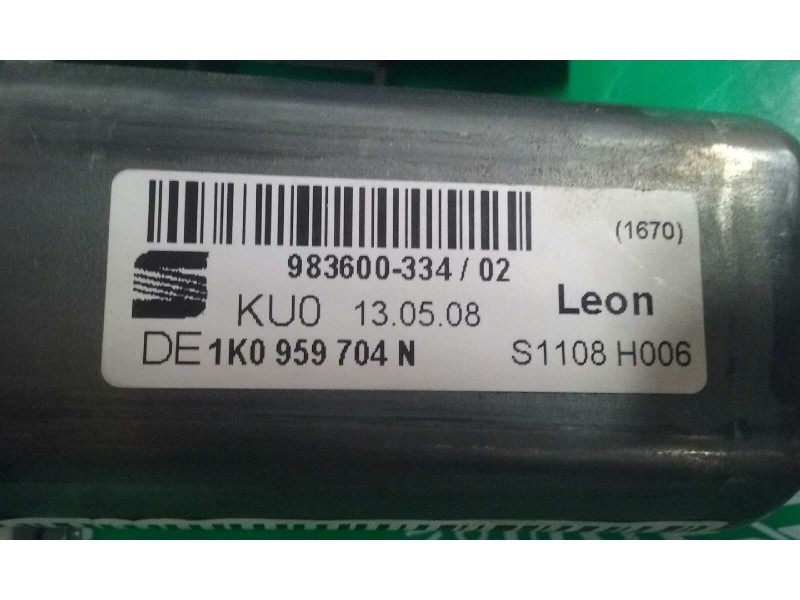 (1670)
983600-334 / 02
KU0 13.05.08 Leon
DE 1K0 959 704 N S1108 H006